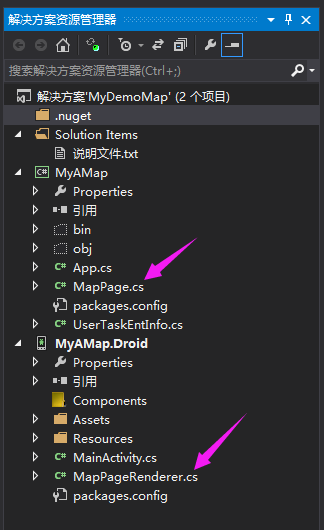 解决方案资源管理器
搜索解决方案资源管理器(Ctrl+;)
解决方案'MyDemoMap' (2 个项目)
.nuget
Solution Items
说明文件.txt
C# MyAMap
Properties
引用
bin
obj
C# App.cs
C# MapPage.cs
packages.config
C# UserTaskEntInfo.cs
MyAMap.Droid
Properties
引用
Components
Assets
Resources
C# MainActivity.cs
C# MapPageRenderer.cs
packages.config